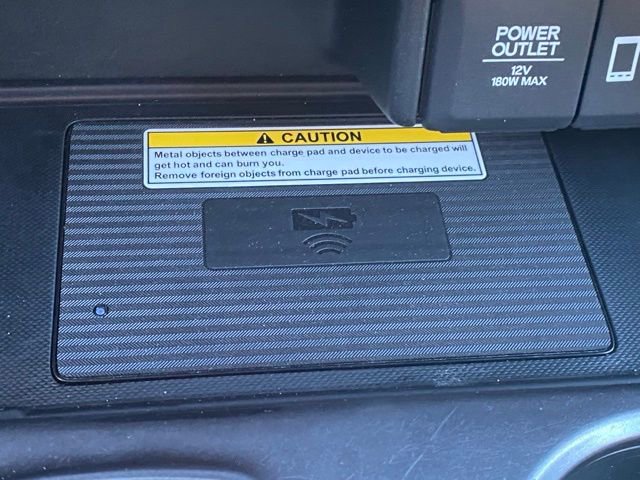 POWER
OUTLET
12V
180W MAX
CAUTION
Metal objects between charge pad and device to be charged will
get hot and can burn you.
Remove foreign objects from charge pad before charging device.